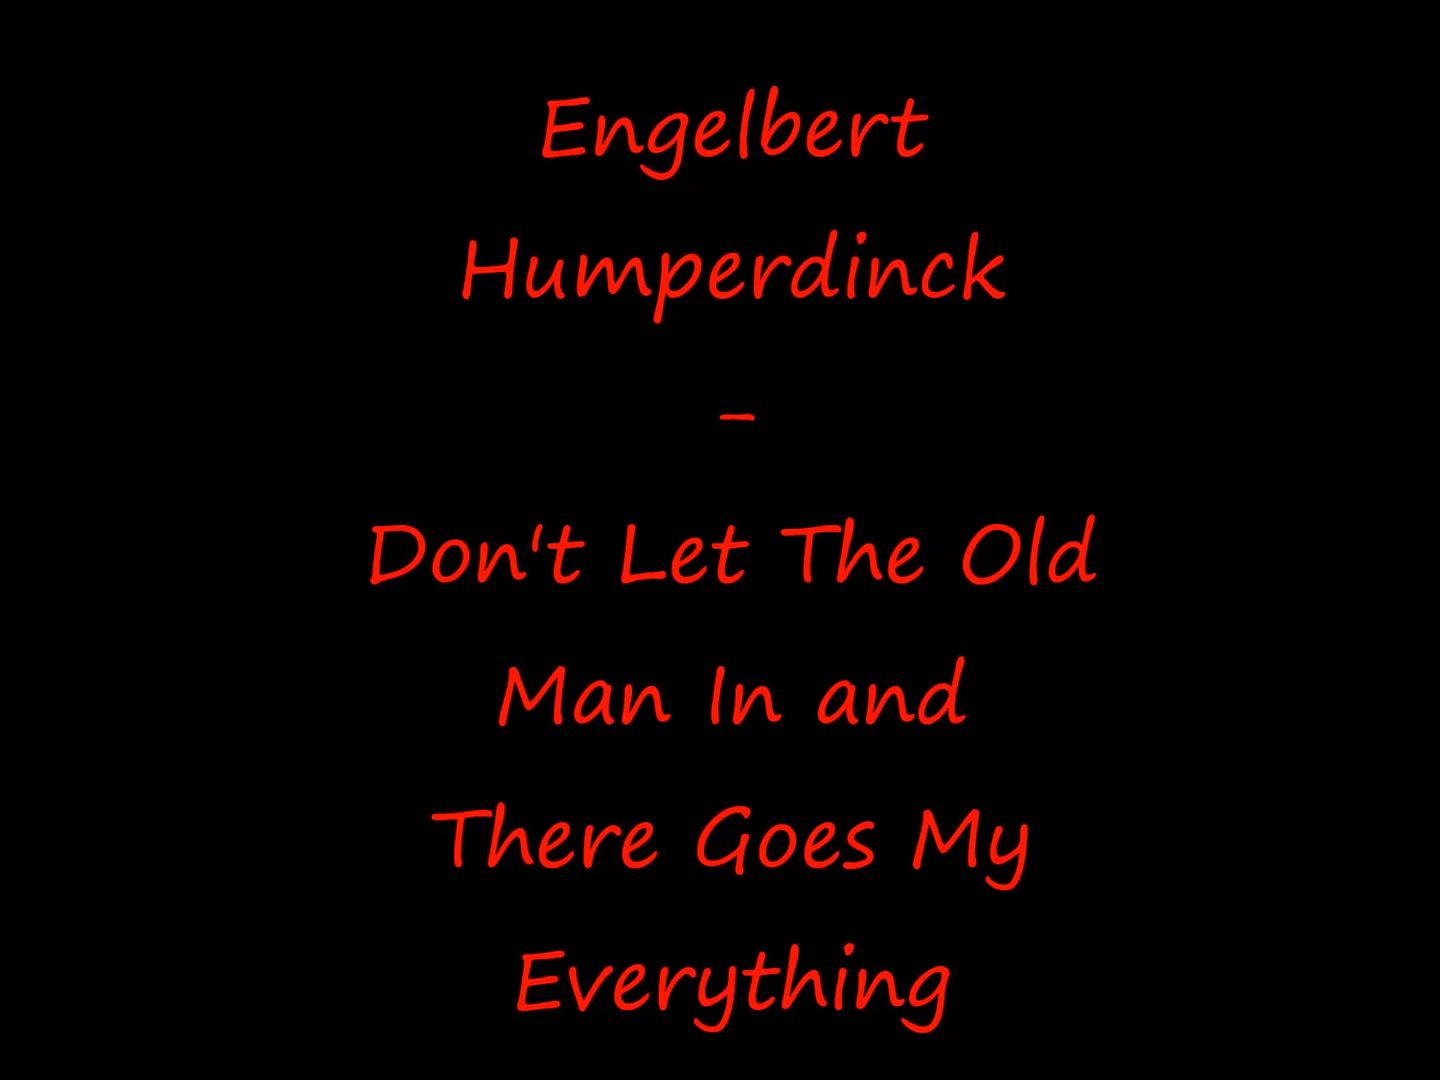 Engelbert
Humperdinck
-
Don't Let The Old
Man In and
There Goes My
Everything